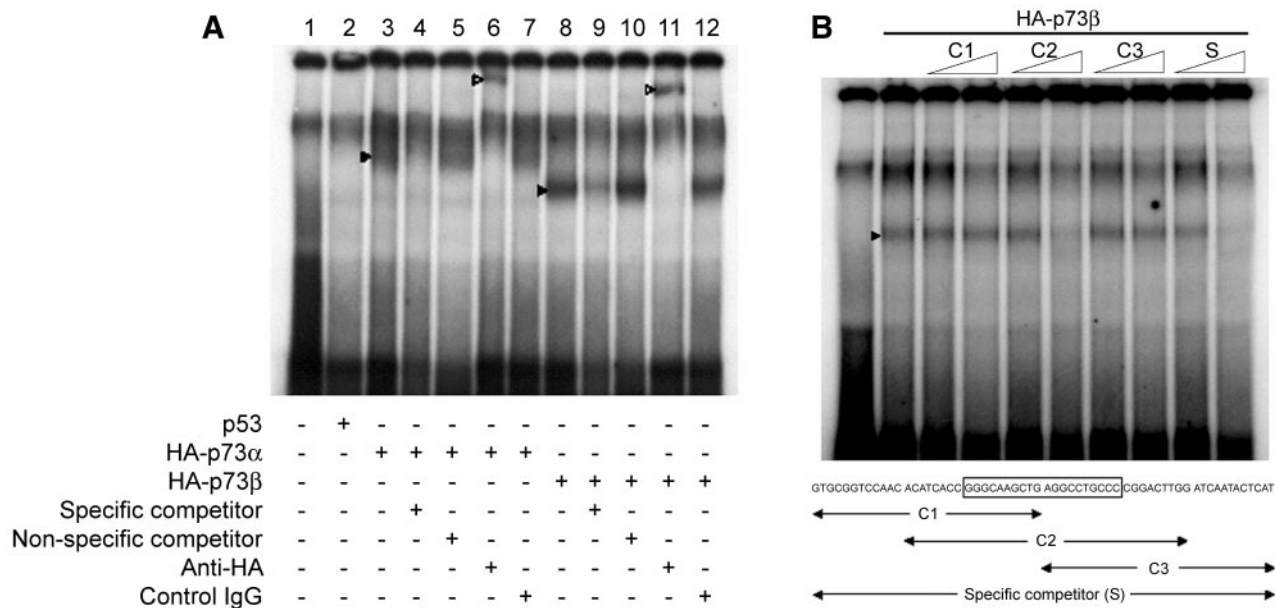 A
1 2 3 4 5 6 7 8 9 10 11 12
p53 - + - - - - - - - - - -
HA-p73α - - + + + + + - - - - -
HA-p73β - - - - - - - + + + + +
Specific competitor - - - + - - - - + - - -
Non-specific competitor - - - - + - - - - + - -
Anti-HA - - - - - + - - - - + -
Control IgG - - - - - - + - - - - +
B
HA-p73β
C1 C2 C3 S
GTGCGGTCCAAC ACATCACC GGGCAAGCTG AGGCCTGCCC CGGACTTGG ATCAATACTCAT
C1
C2
C3
Specific competitor (S)